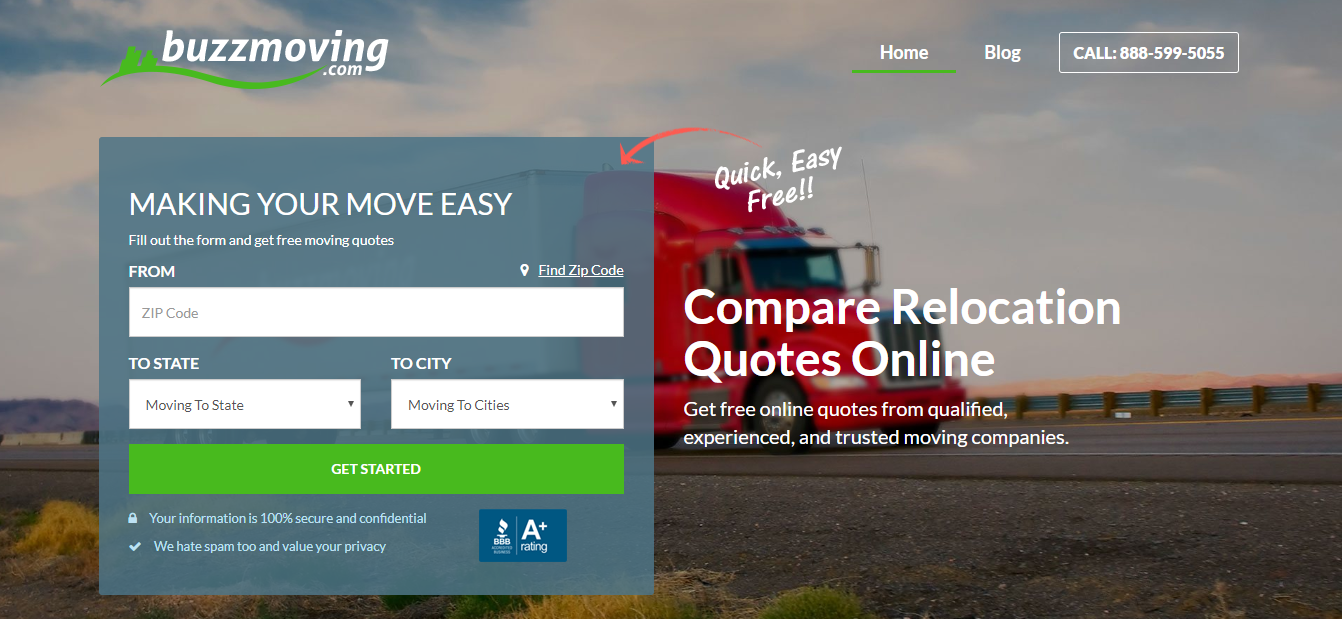 buzzmoving
.com
Home
Blog
CALL: 888-599-5055
Quick, Easy
Free!!
MAKING YOUR MOVE EASY
Fill out the form and get free moving quotes
FROM
Find Zip Code
ZIP Code
TO STATE
TO CITY
Moving To State
Moving To Cities
GET STARTED
Your information is 100% secure and confidential
We hate spam too and value your privacy
BBB
ACCREDITED
BUSINESS
A+
rating
Compare Relocation
Quotes Online
Get free online quotes from qualified,
experienced, and trusted moving companies.